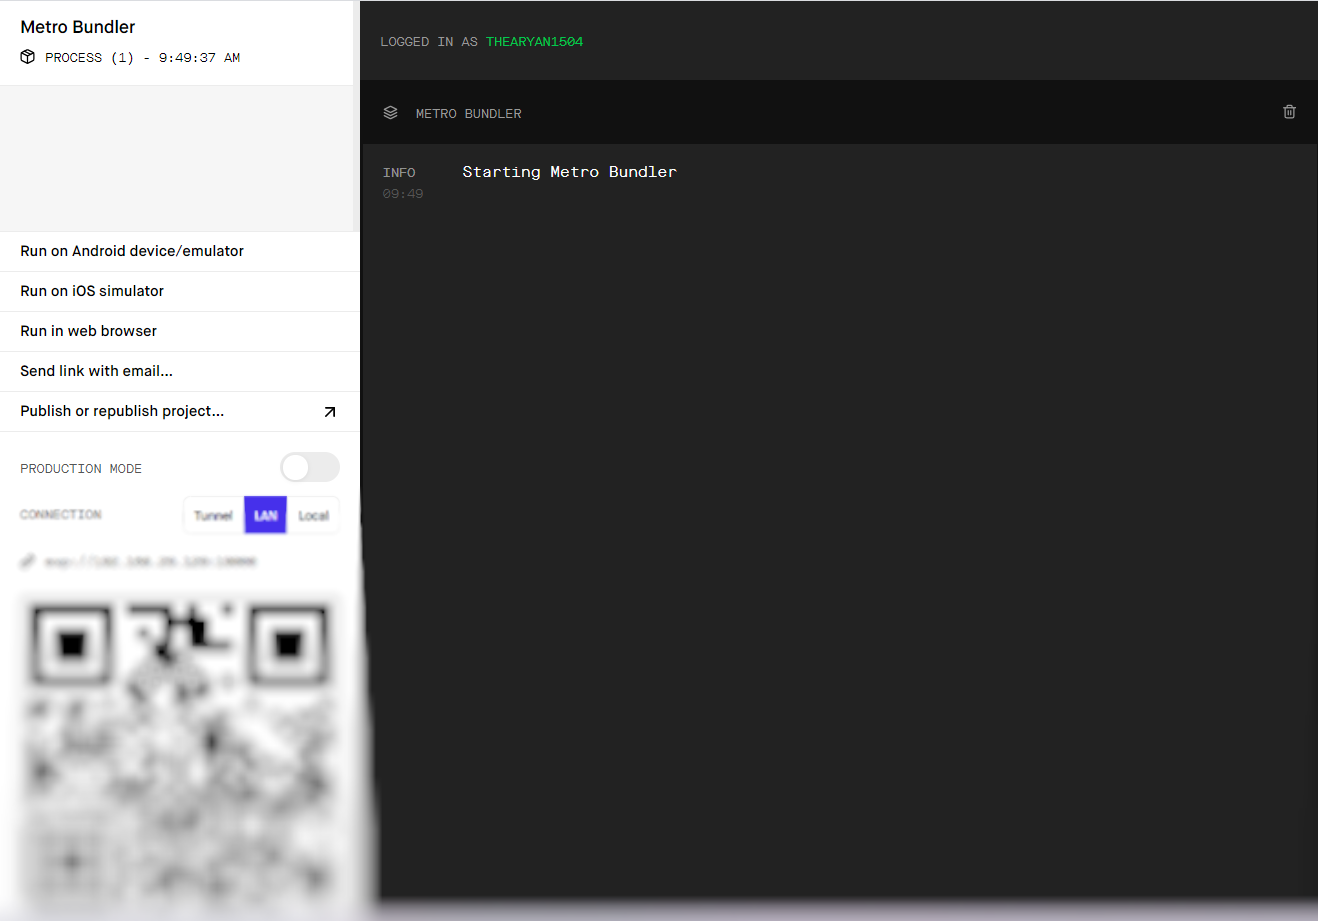 Metro Bundler
PROCESS (1) - 9:49:37 AM
Run on Android device/emulator
Run on iOS simulator
Run in web browser
Send link with email...
Publish or republish project...
PRODUCTION MODE
CONNECTION
Tunnel LAN Local
LOGGED IN AS THEARYAN1504
METRO BUNDLER
INFO Starting Metro Bundler
09:49